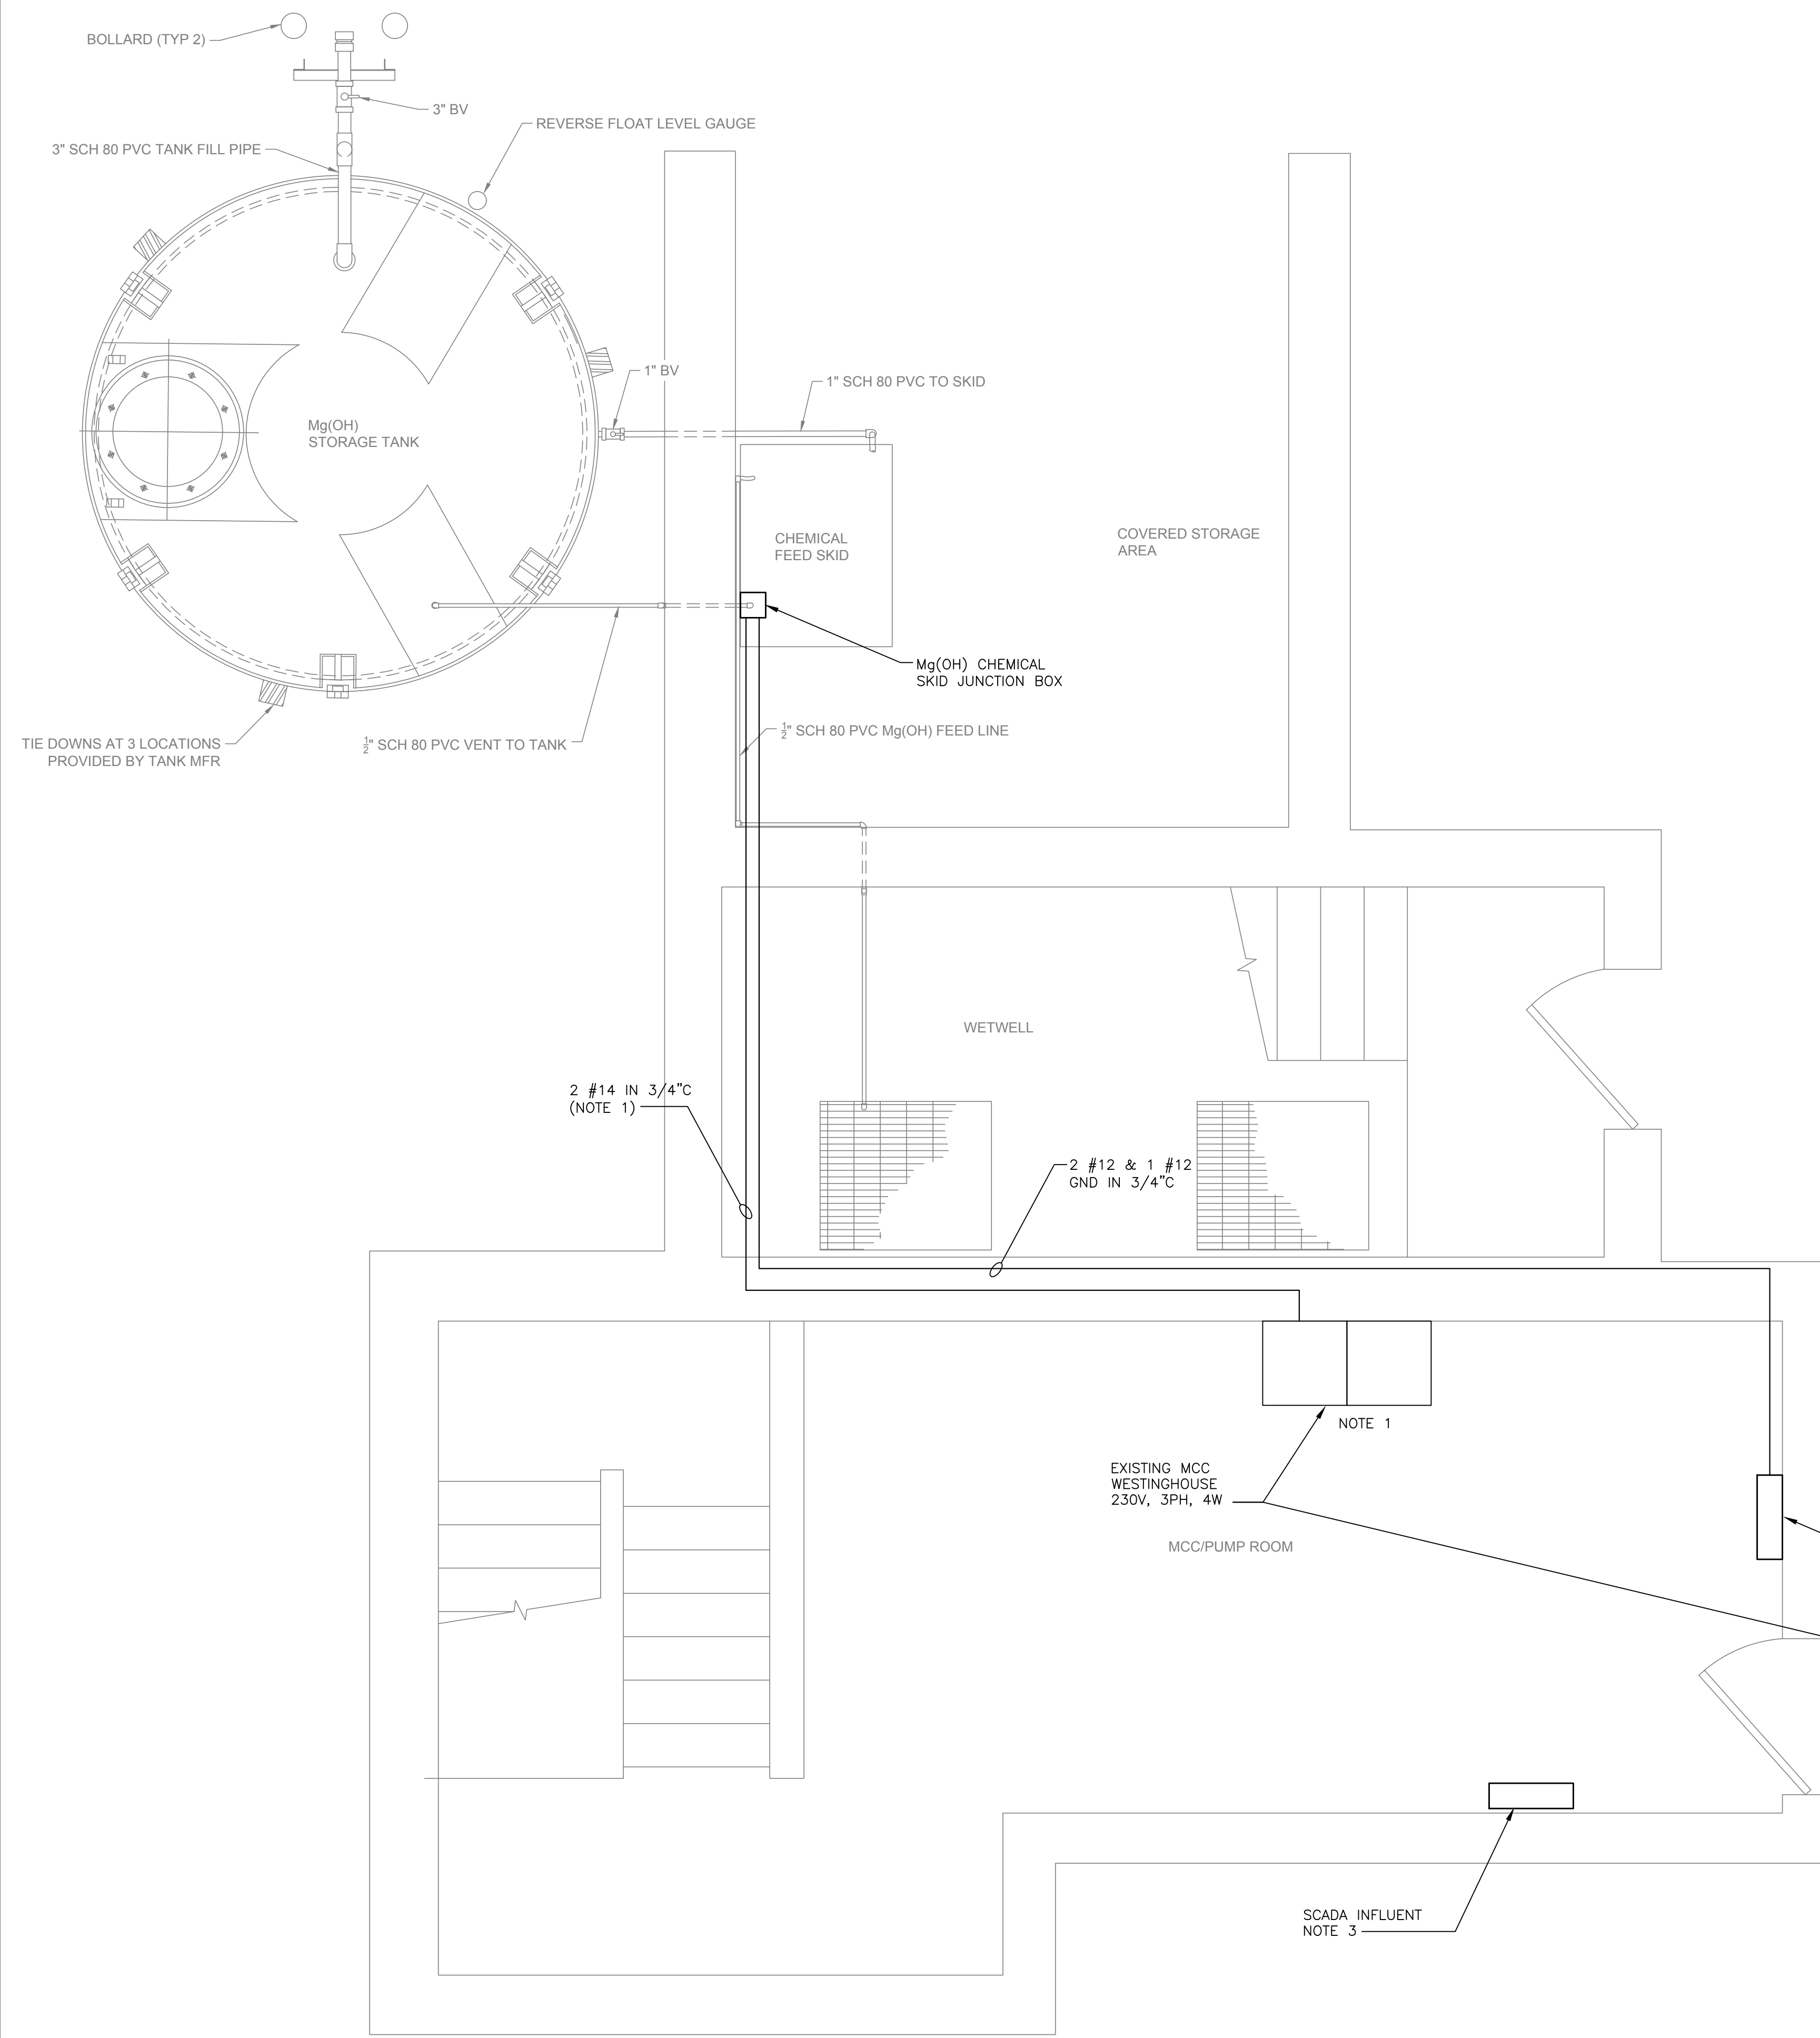 BOLLARD (TYP 2)
3" BV
REVERSE FLOAT LEVEL GAUGE
3" SCH 80 PVC TANK FILL PIPE
1" BV
1" SCH 80 PVC TO SKID
Mg(OH)
STORAGE TANK
CHEMICAL
FEED SKID
COVERED STORAGE
AREA
Mg(OH) CHEMICAL
SKID JUNCTION BOX
½" SCH 80 PVC Mg(OH) FEED LINE
TIE DOWNS AT 3 LOCATIONS
PROVIDED BY TANK MFR
½" SCH 80 PVC VENT TO TANK
WETWELL
2 #14 IN 3/4"C
(NOTE 1)
2 #12 & 1 #12
GND IN 3/4"C
NOTE 1
EXISTING MCC
WESTINGHOUSE
230V, 3PH, 4W
MCC/PUMP ROOM
SCADA INFLUENT
NOTE 3